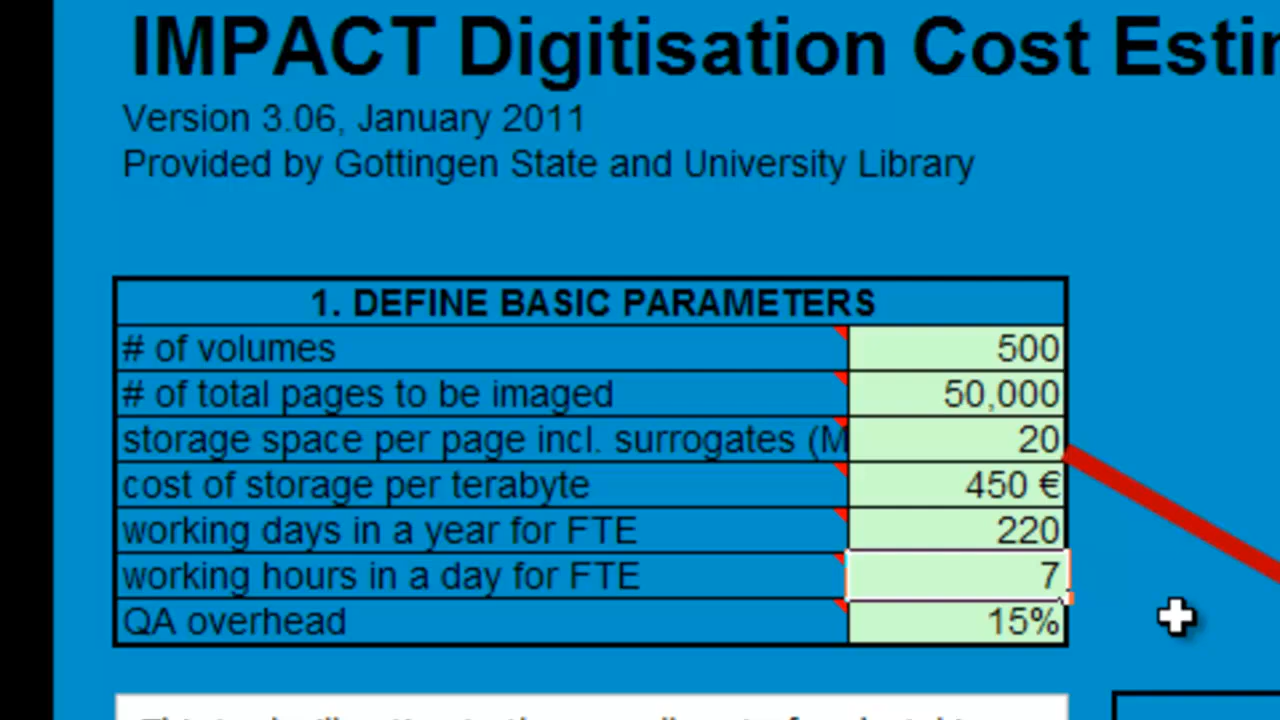 IMPACT Digitisation Cost Estin
Version 3.06, January 2011
Provided by Gottingen State and University Library
1. DEFINE BASIC PARAMETERS
# of volumes 500
# of total pages to be imaged 50,000
storage space per page incl. surrogates (M 20
cost of storage per terabyte 450 €
working days in a year for FTE 220
working hours in a day for FTE 7
QA overhead 15%